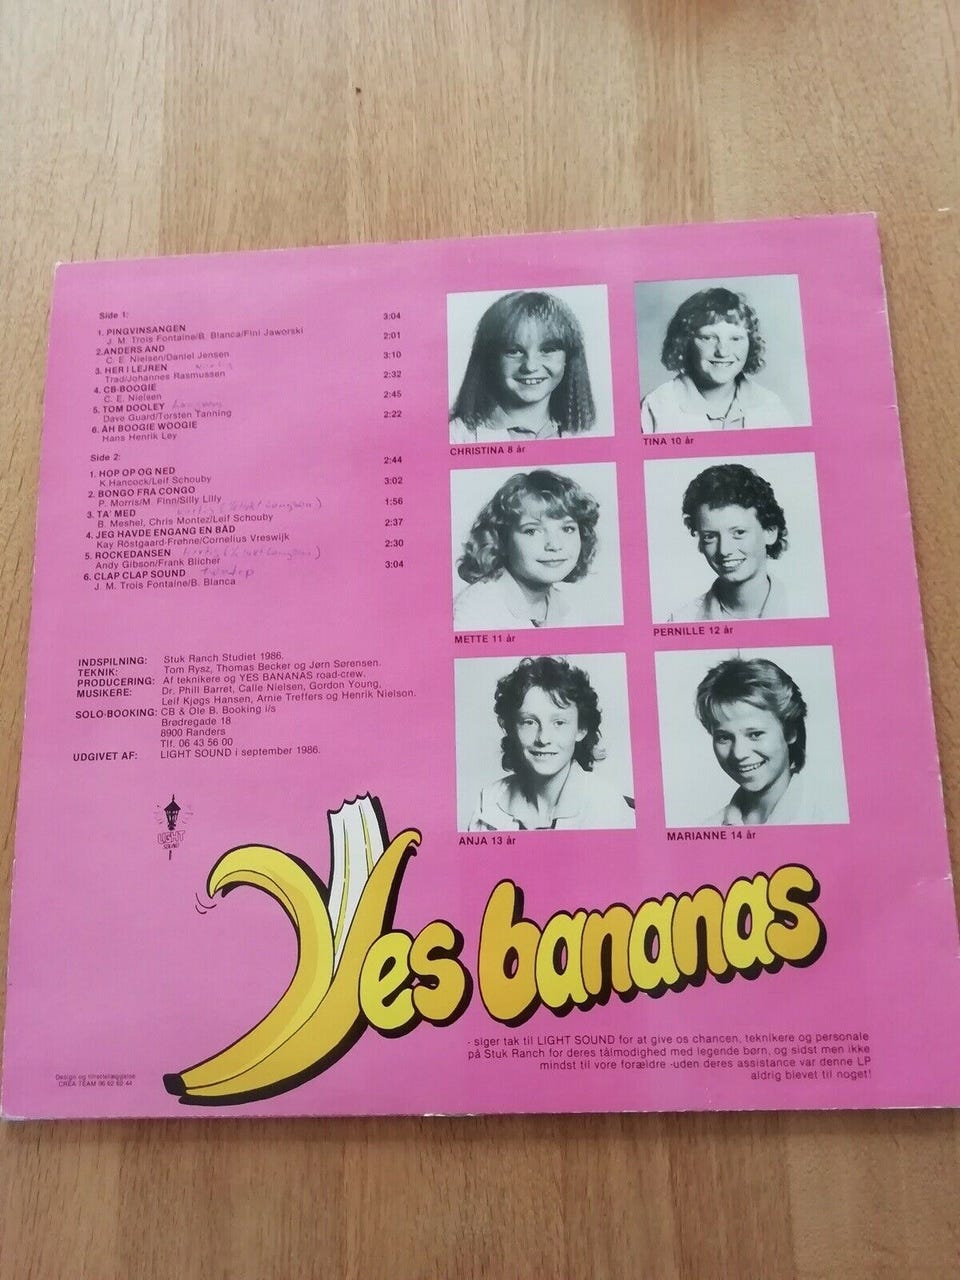 Side 1:
1. PINGVINSANGEN 3:04
J. M. Trois Fontaine/B. Blanca/Fini Jaworski
2. ANDERS AND 2:01
C. E. Nielsen/Daniel Jensen
3. HER I LEJREN 3:10
Trad/Johannes Rasmussen
4. CB-BOOGIE 2:32
C. E. Nielsen
5. TOM DOOLEY 2:45
Dave Guard/Torsten Tanning
6. ÅH BOOGIE WOOGIE 2:22
Hans Henrik Ley
Side 2:
1. HOP OP OG NED 2:44
K.Hancock/Leif Schouby
2. BONGO FRA CONGO 3:02
P. Morris/M. Finn/Silly Lilly
3. TA' MED 1:56
B. Meshel, Chris Montez/Leif Schouby
4. JEG HAVDE ENGANG EN BÅD 2:37
Kay Röstgaard-Frøhne/Cornelius Vreswijk
5. ROCKEDANSEN 2:30
Andy Gibson/Frank Blicher
6. CLAP CLAP SOUND 3:04
J. M. Trois Fontaine/B. Blanca
INDSPILNING: Stuk Ranch Studiet 1986.
TEKNIK: Tom Rysz, Thomas Becker og Jørn Sørensen.
PRODUCERING: Af teknikere og YES BANANAS road-crew.
MUSIKERE: Dr. Phill Barret, Calle Nielsen, Gordon Young,
Leif Kjøgs Hansen, Arnie Treffers og Henrik Nielson.
SOLO-BOOKING: CB & Ole B. Booking i/s
Brødregade 18
8900 Randers
Tlf. 06 43 56 00
UDGIVET AF: LIGHT SOUND i september 1986.
CHRISTINA 8 år
TINA 10 år
METTE 11 år
PERNILLE 12 år
ANJA 13 år
MARIANNE 14 år
LIGHT
SOUND
Yes bananas
- siger tak til LIGHT SOUND for at give os chancen, teknikere og personale
på Stuk Ranch for deres tålmodighed med legende børn, og sidst men ikke
mindst til vore forældre -uden deres assistance var denne LP
aldrig blevet til noget!
Design og tilrettelæggelse
CREA TEAM 06 62 62 44